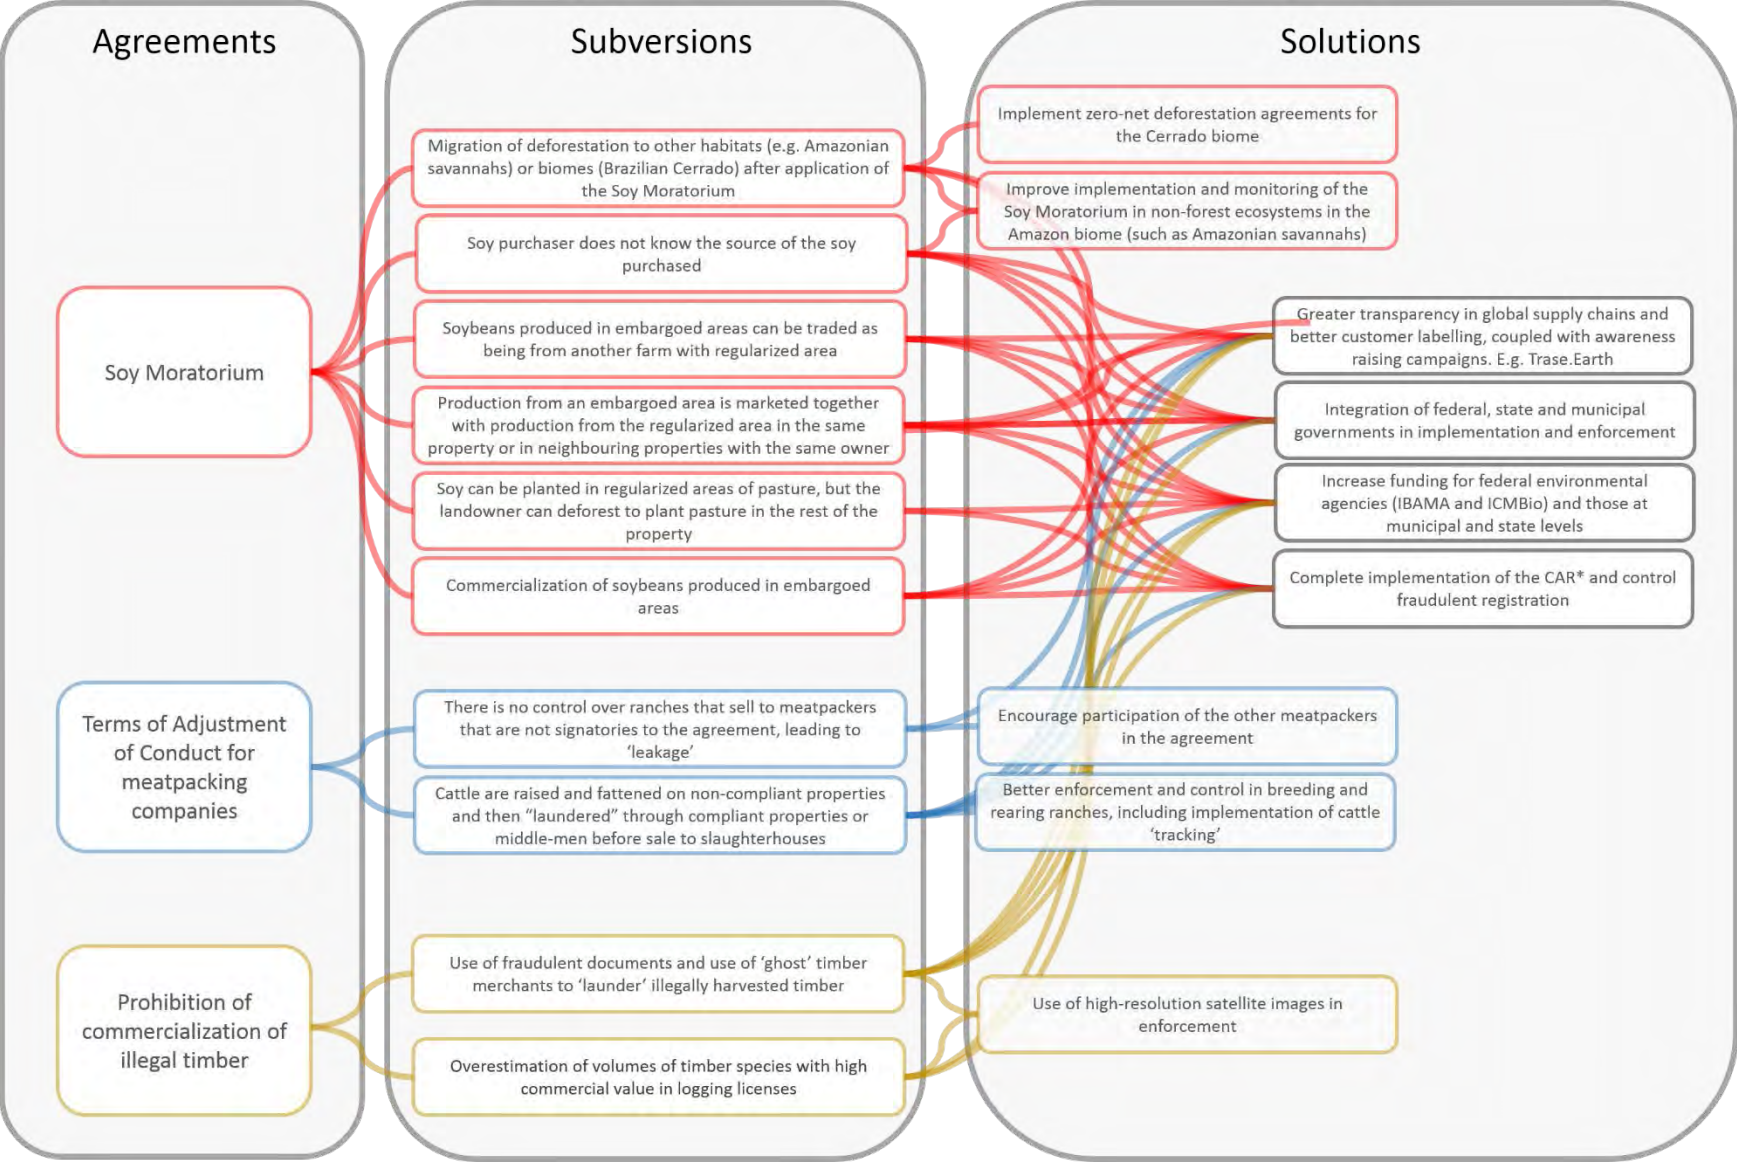 Agreements
Subversions
Solutions
Soy Moratorium
Terms of Adjustment
of Conduct for
meatpacking
companies
Prohibition of
commercialization of
illegal timber
Migration of deforestation to other habitats (e.g. Amazonian
savannahs) or biomes (Brazilian Cerrado) after application of
the Soy Moratorium
Soy purchaser does not know the source of the soy
purchased
Soybeans produced in embargoed areas can be traded as
being from another farm with regularized area
Production from an embargoed area is marketed together
with production from the regularized area in the same
property or in neighbouring properties with the same owner
Soy can be planted in regularized areas of pasture, but the
landowner can deforest to plant pasture in the rest of the
property
Commercialization of soybeans produced in embargoed
areas
There is no control over ranches that sell to meatpackers
that are not signatories to the agreement, leading to
‘leakage’
Cattle are raised and fattened on non-compliant properties
and then “laundered” through compliant properties or
middle-men before sale to slaughterhouses
Use of fraudulent documents and use of ‘ghost’ timber
merchants to ‘launder’ illegally harvested timber
Overestimation of volumes of timber species with high
commercial value in logging licenses
Implement zero-net deforestation agreements for
the Cerrado biome
Improve implementation and monitoring of the
Soy Moratorium in non-forest ecosystems in the
Amazon biome (such as Amazonian savannahs)
Greater transparency in global supply chains and
better customer labelling, coupled with awareness
raising campaigns. E.g. Trase.Earth
Integration of federal, state and municipal
governments in implementation and enforcement
Increase funding for federal environmental
agencies (IBAMA and ICMBio) and those at
municipal and state levels
Complete implementation of the CAR* and control
fraudulent registration
Encourage participation of the other meatpackers
in the agreement
Better enforcement and control in breeding and
rearing ranches, including implementation of cattle
‘tracking’
Use of high-resolution satellite images in
enforcement